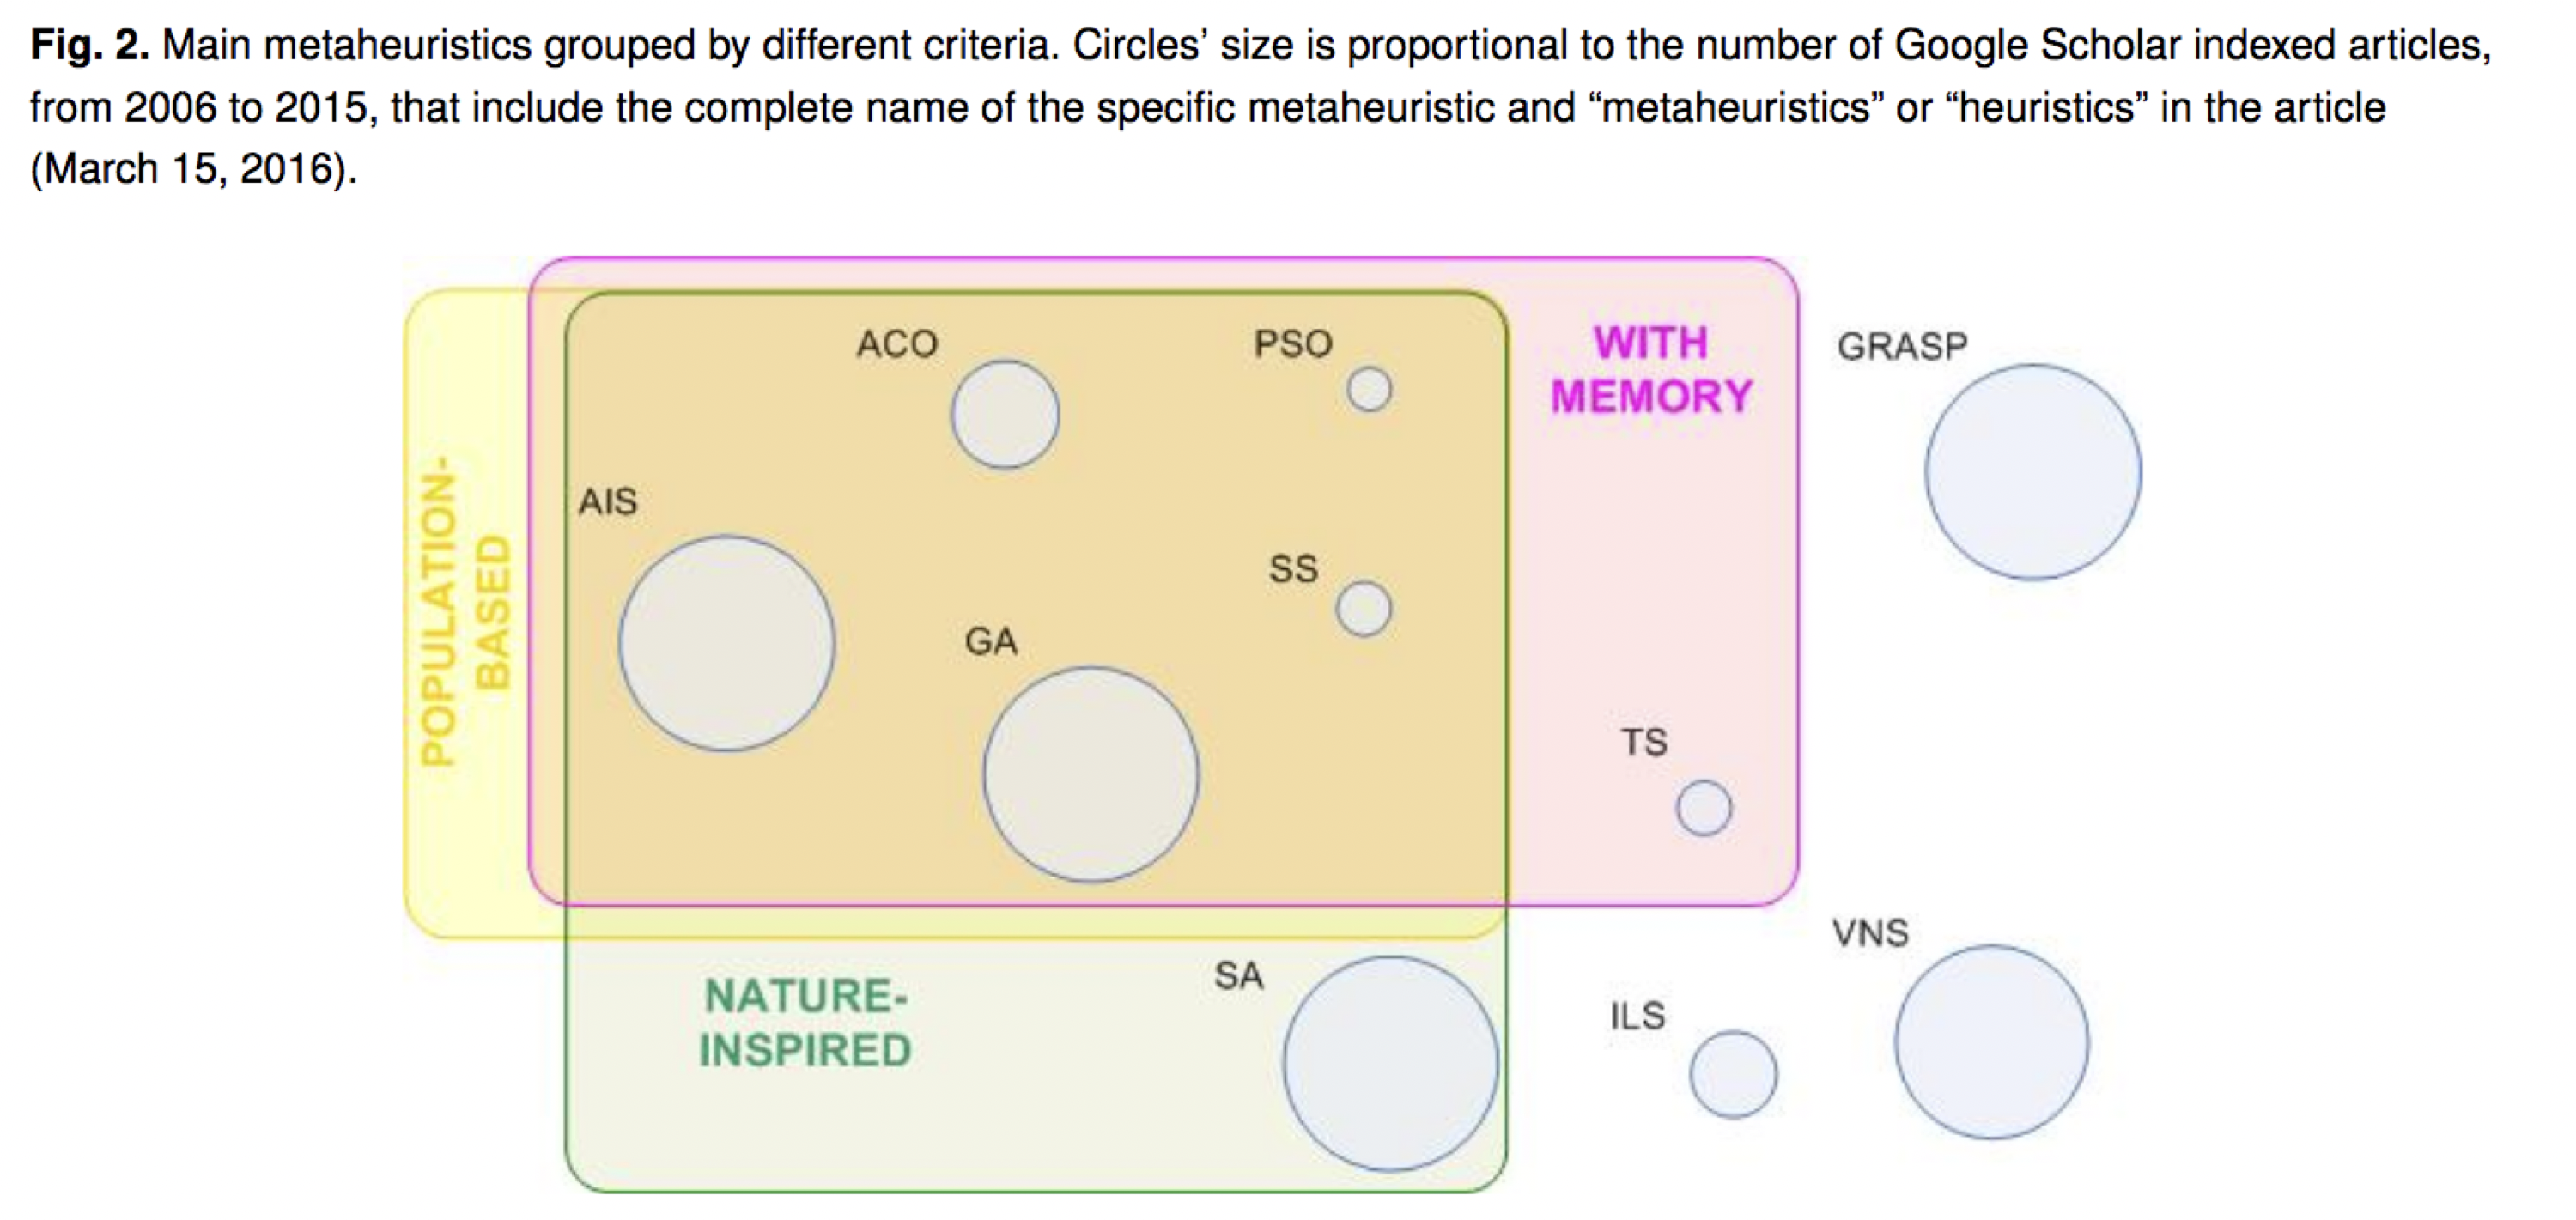 Fig. 2. Main metaheuristics grouped by different criteria. Circles’ size is proportional to the number of Google Scholar indexed articles,
from 2006 to 2015, that include the complete name of the specific metaheuristic and “metaheuristics” or “heuristics” in the article
(March 15, 2016).
POPULATION-
BASED
ACO
PSO
WITH
MEMORY
GRASP
AIS
SS
GA
TS
VNS
SA
NATURE-
INSPIRED
ILS